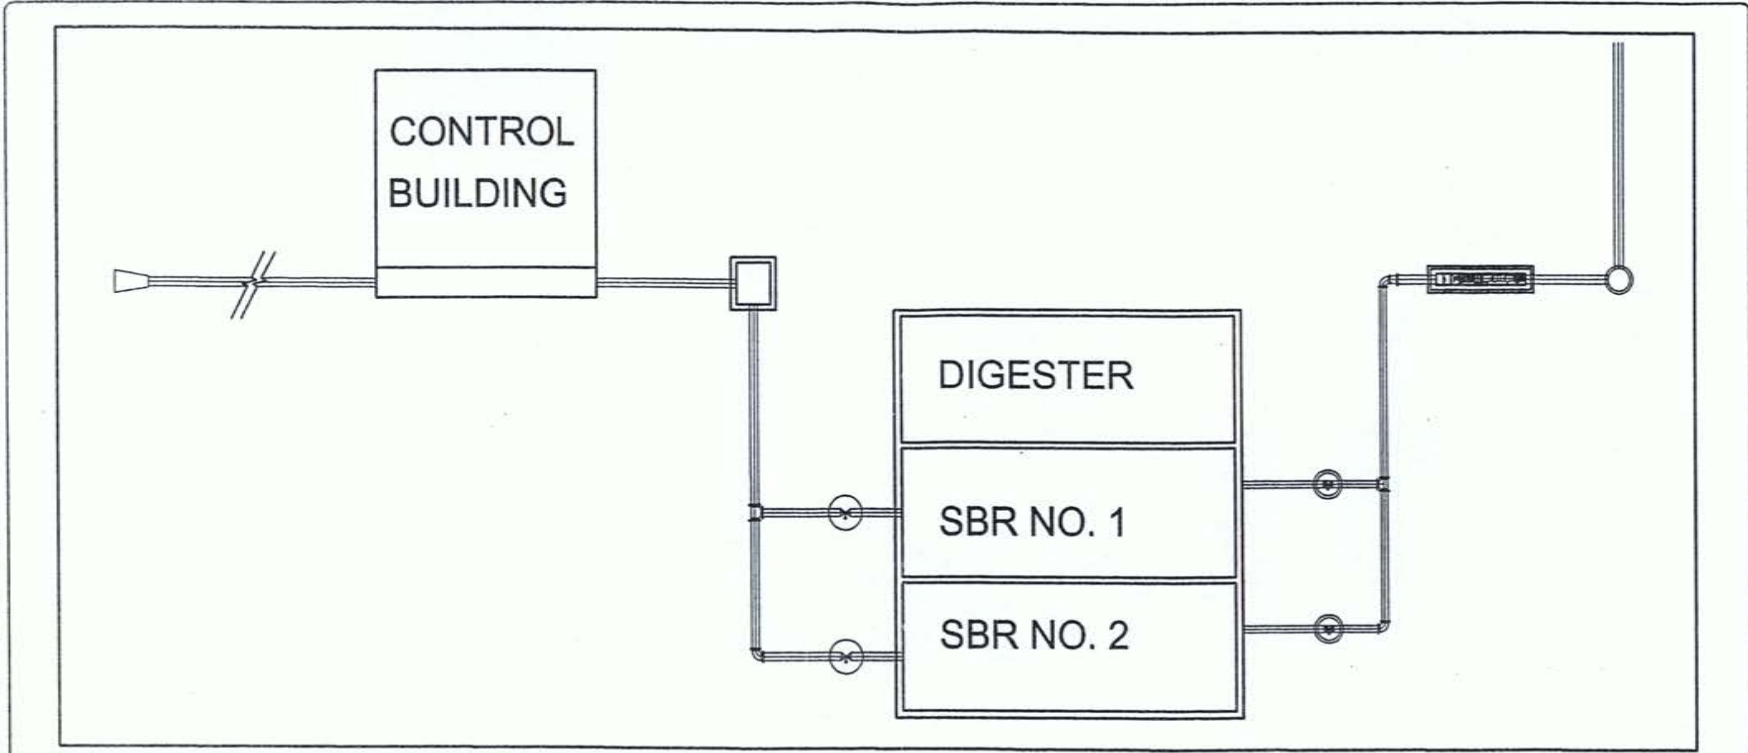 CONTROL
BUILDING
DIGESTER
SBR NO. 1
SBR NO. 2